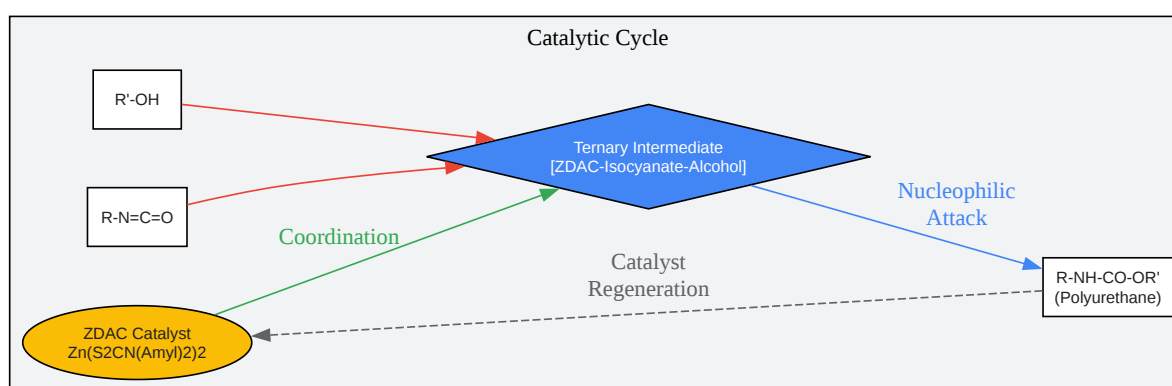 Catalytic Cycle
R'-OH
Ternary Intermediate
[ZDAC-Isocyanate-Alcohol]
R-N=C=O
Nucleophilic
Attack
Coordination
Catalyst
Regeneration
R-NH-CO-OR'
(Polyurethane)
ZDAC Catalyst
Zn(S2CN(Amyl)2)2